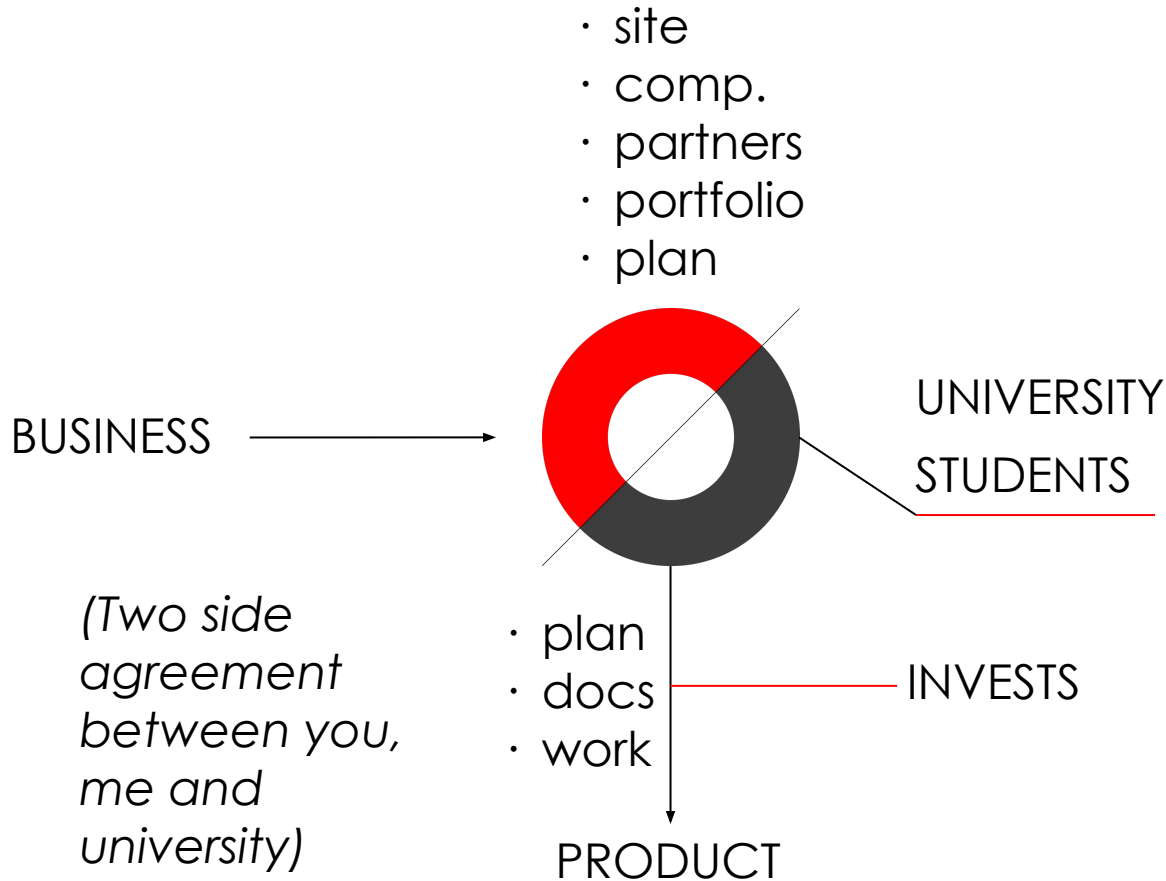 · site
· comp.
· partners
· portfolio
· plan
BUSINESS
UNIVERSITY
STUDENTS
(Two side
agreement
between you,
me and
university)
· plan
· docs
· work
INVESTS
PRODUCT